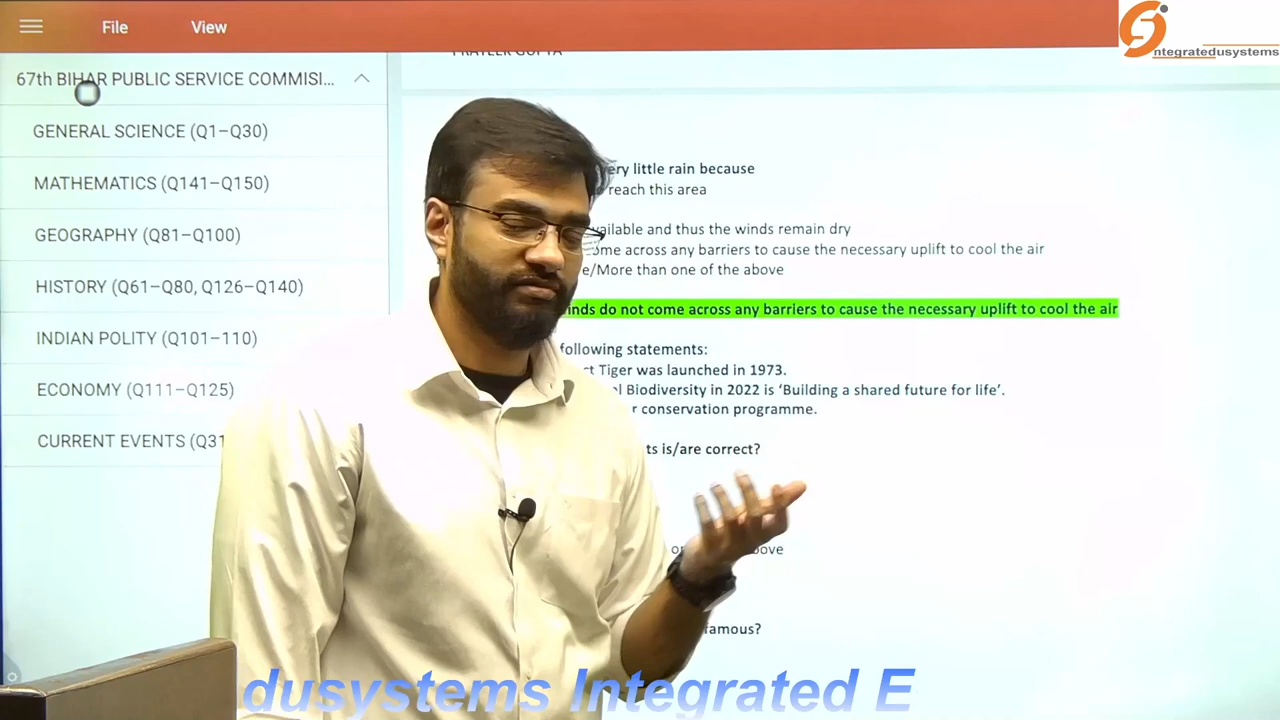 File
View
ntegratedusystems
67th BIHAR PUBLIC SERVICE COMMISI...
GENERAL SCIENCE (Q1–Q30)
MATHEMATICS (Q141–Q150)
GEOGRAPHY (Q81–Q100)
HISTORY (Q61–Q80, Q126–Q140)
INDIAN POLITY (Q101–110)
ECONOMY (Q111–Q125)
CURRENT EVENTS (Q31
GUPTA
ery little rain because
reach this area
and thus the winds remain dry
come across any barriers to cause the necessary uplift to cool the air
e/More than one of the above
inds do not come across any barriers to cause the necessary uplift to cool the air
following statements:
ct Tiger was launched in 1973.
l Biodiversity in 2022 is ‘Building a shared future for life’.
r conservation programme.
ts is/are correct?
famous?
dusystems Integrated E